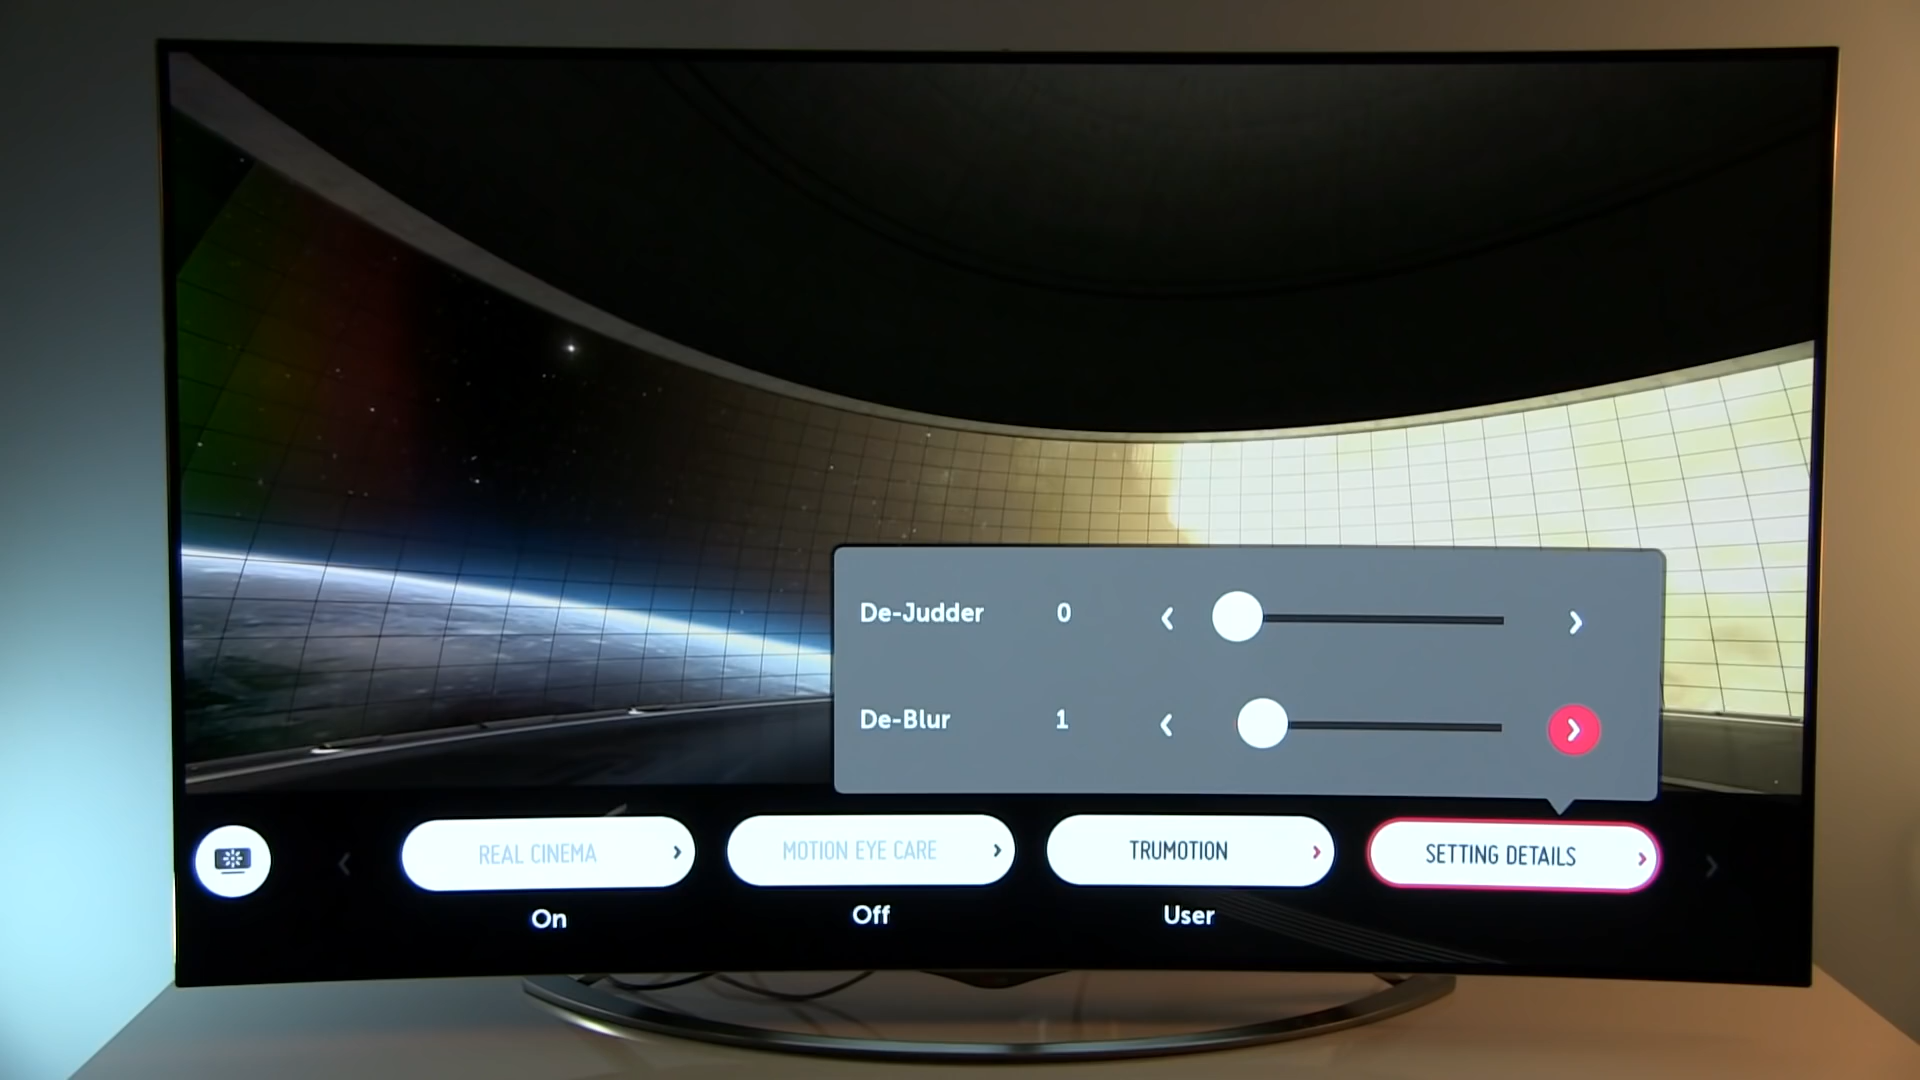 De-Judder 0
De-Blur 1
REAL CINEMA
MOTION EYE CARE
TRUMOTION
SETTING DETAILS
On
Off
User